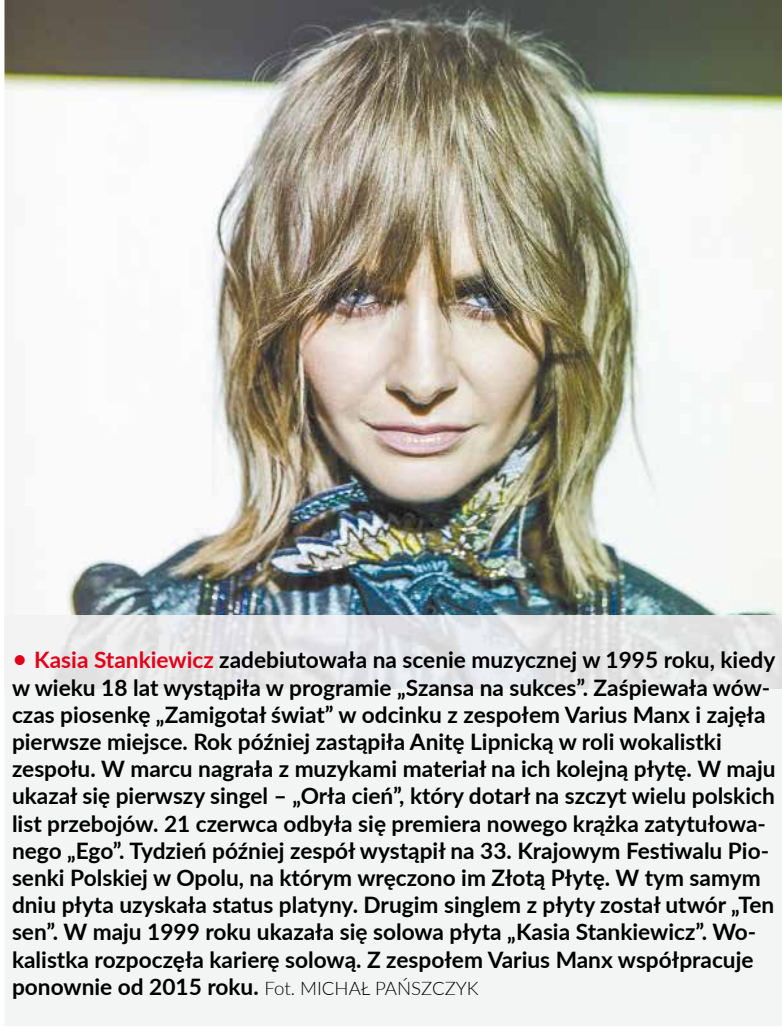 • Kasia Stankiewicz zadebiutowała na scenie muzycznej w 1995 roku, kiedy
w wieku 18 lat wystąpiła w programie „Szansa na sukces”. Zaśpiewała wów-
czas piosenkę „Zamigotał świat” w odcinku z zespołem Varius Manx i zajęła
pierwsze miejsce. Rok później zastąpiła Anitę Lipnicką w roli wokalistki
zespołu. W marcu nagrała z muzykami materiał na ich kolejną płytę. W maju
ukazał się pierwszy singel – „Orła cień”, który dotarł na szczyt wielu polskich
list przebojów. 21 czerwca odbyła się premiera nowego krążka zatytułowa-
nego „Ego”. Tydzień później zespół wystąpił na 33. Krajowym Festiwalu Pio-
senki Polskiej w Opolu, na którym wręczono im Złotą Płytę. W tym samym
dniu płyta uzyskała status platyny. Drugim singlem z płyty został utwór „Ten
sen”. W maju 1999 roku ukazała się solowa płyta „Kasia Stankiewicz”. Wo-
kalistka rozpoczęła karierę solową. Z zespołem Varius Manx współpracuje
ponownie od 2015 roku. Fot. MICHAŁ PAŃSZCZYK